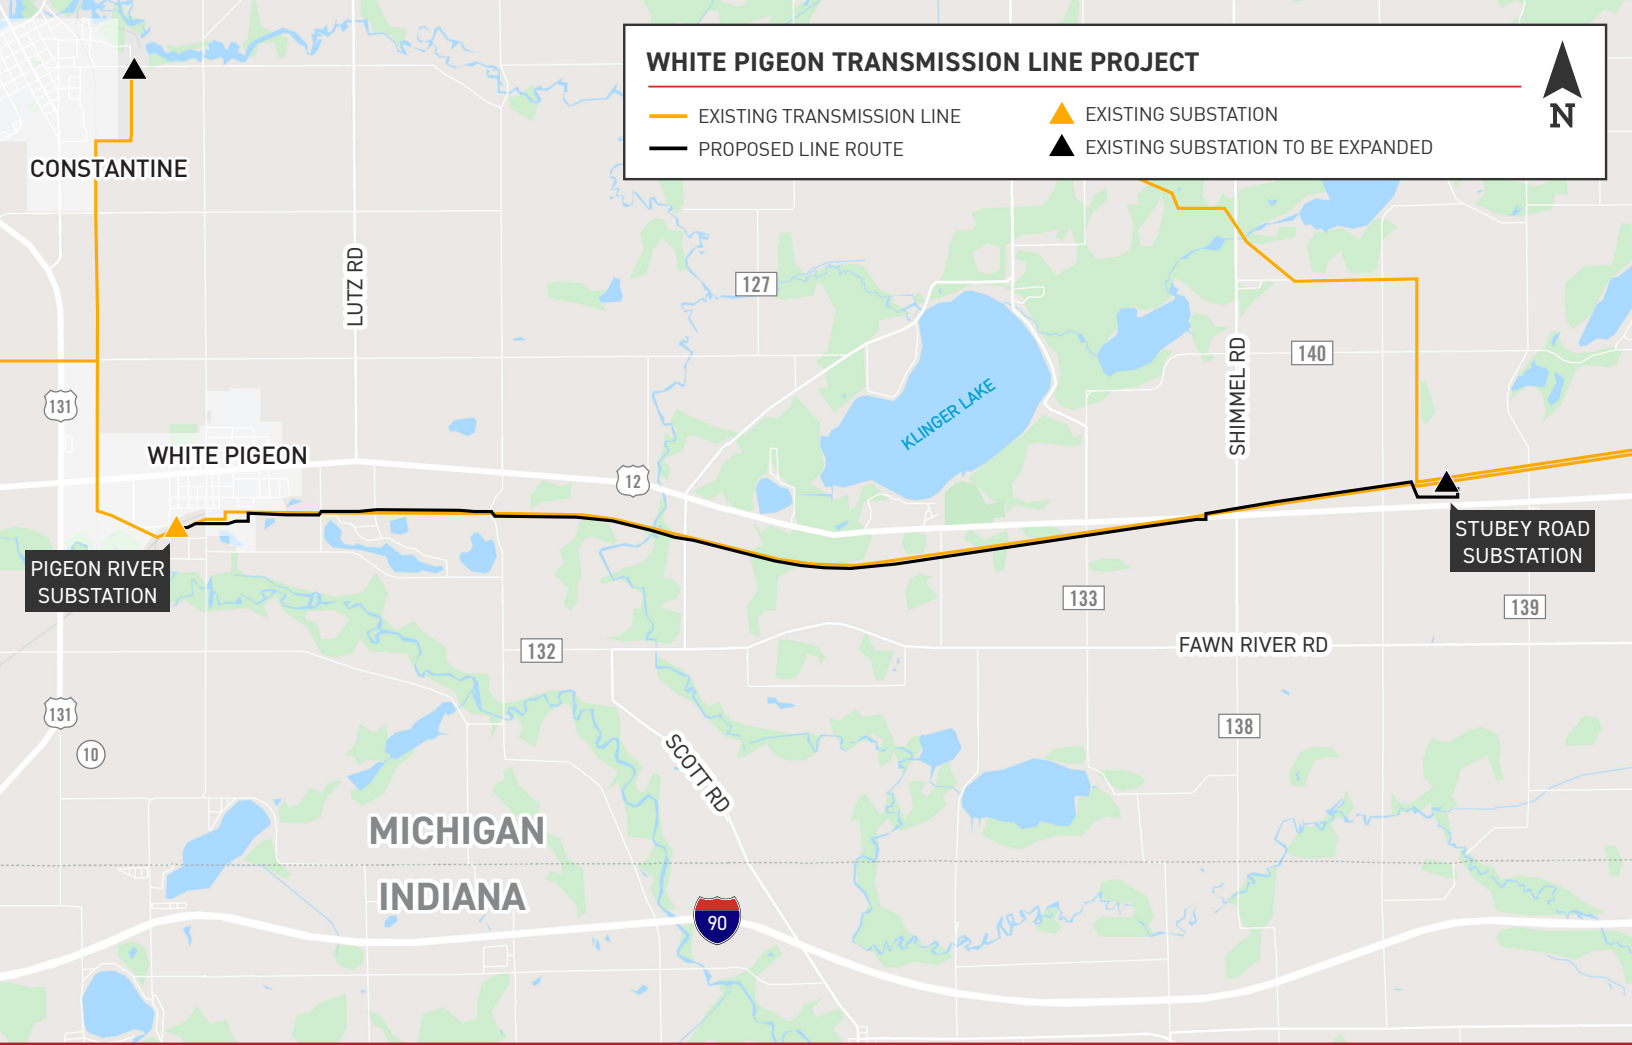 WHITE PIGEON TRANSMISSION LINE PROJECT
EXISTING TRANSMISSION LINE
EXISTING SUBSTATION
PROPOSED LINE ROUTE
EXISTING SUBSTATION TO BE EXPANDED
N
CONSTANTINE
LUTZ RD
127
140
SHIMMEL RD
131
KLINGER LAKE
WHITE PIGEON
12
STUBEY ROAD
SUBSTATION
PIGEON RIVER
SUBSTATION
133
139
132
FAWN RIVER RD
131
138
10
SCOTT RD
MICHIGAN
INDIANA
90